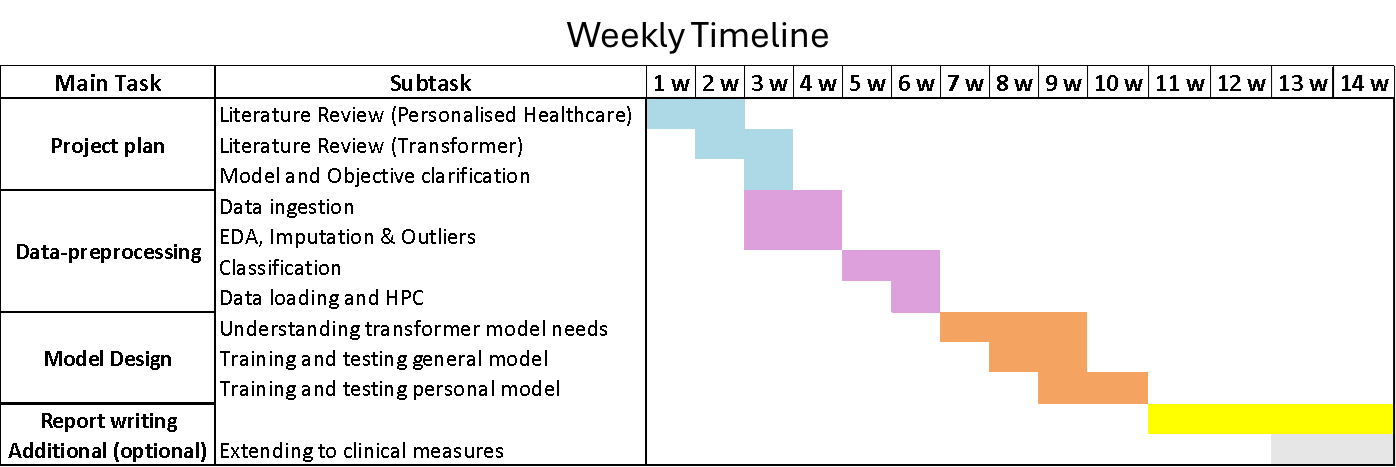 Weekly Timeline
Main Task Subtask 1 w 2 w 3 w 4 w 5 w 6 w 7 w 8 w 9 w 10 w 11 w 12 w 13 w 14 w
Project plan
Literature Review (Personalised Healthcare)
Literature Review (Transformer)
Model and Objective clarification
Data-preprocessing
Data ingestion
EDA, Imputation & Outliers
Classification
Data loading and HPC
Model Design
Understanding transformer model needs
Training and testing general model
Training and testing personal model
Report writing
Additional (optional) Extending to clinical measures